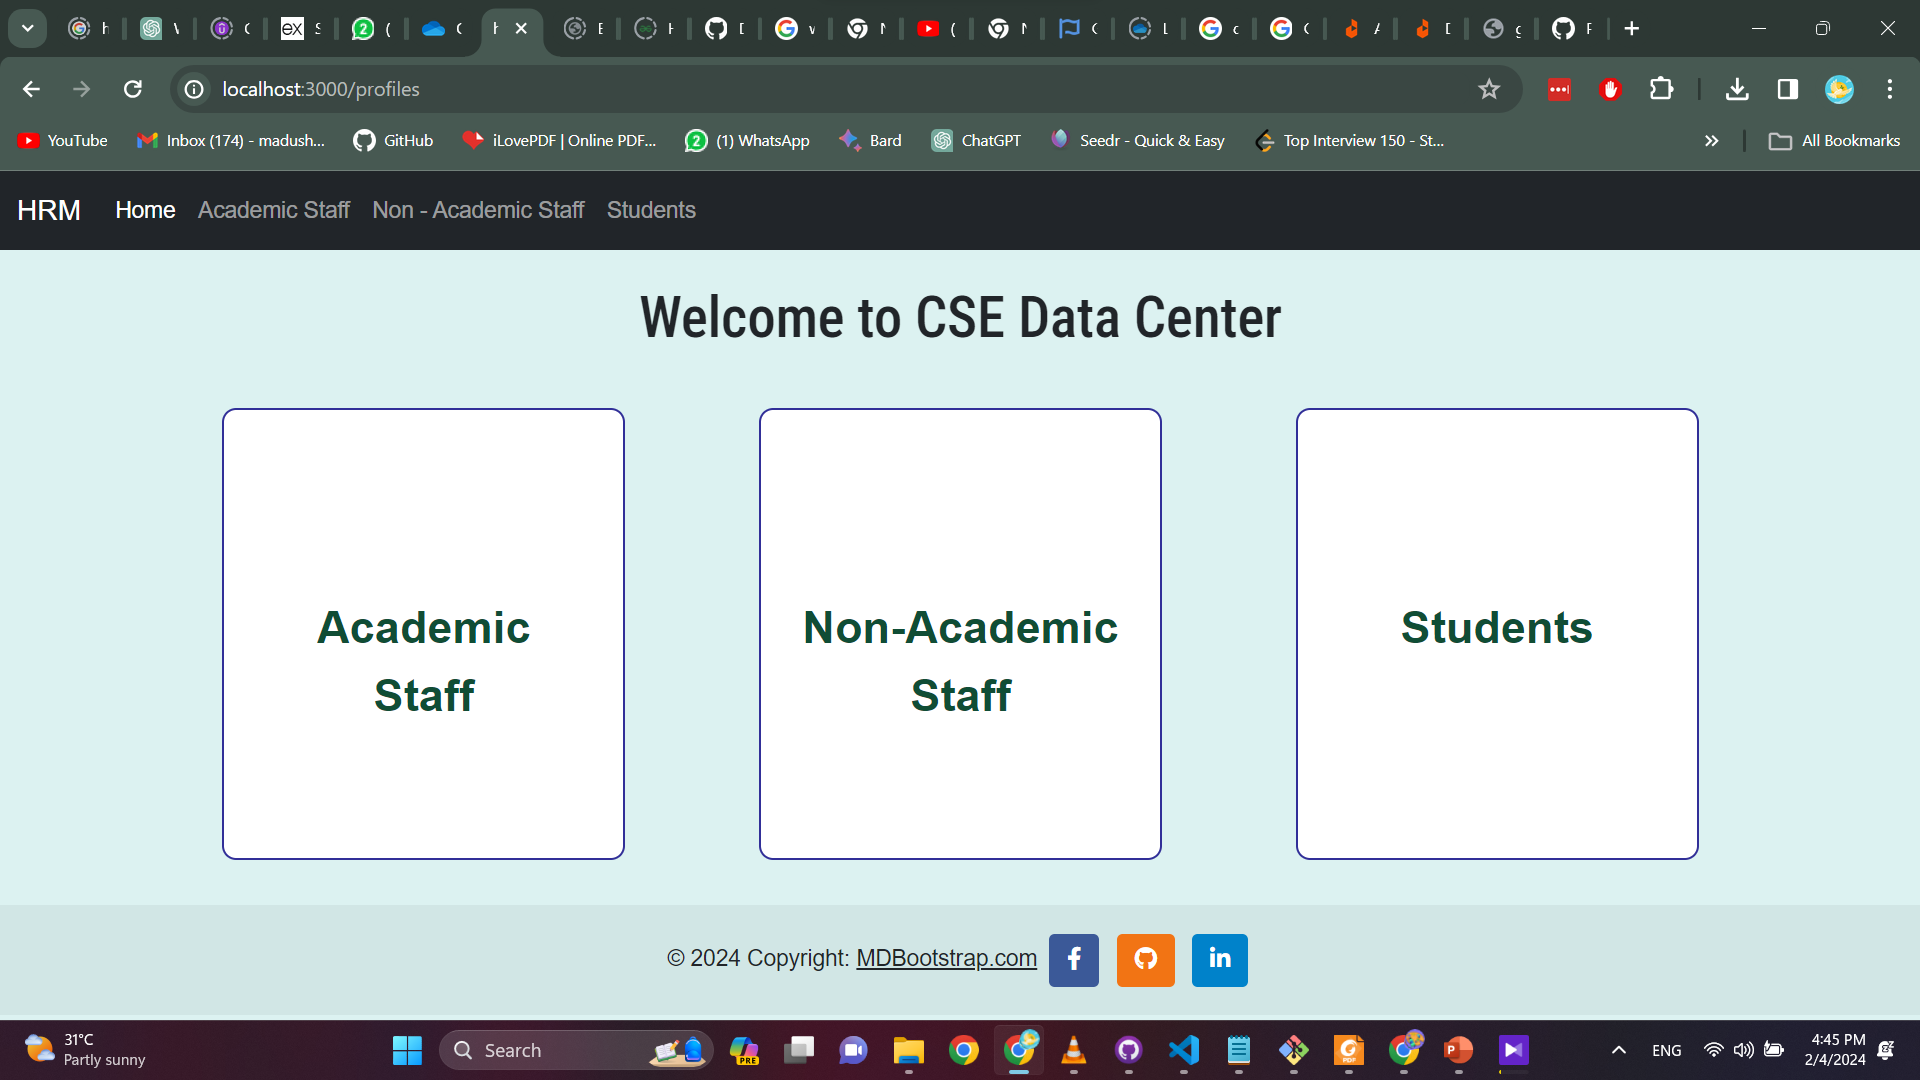 localhost:3000/profiles
YouTube Inbox (174) - madush... GitHub iLovePDF | Online PDF... (1) WhatsApp Bard ChatGPT Seedr - Quick & Easy Top Interview 150 - St... » All Bookmarks
HRM Home Academic Staff Non - Academic Staff Students
Welcome to CSE Data Center
Academic
Staff
Non-Academic
Staff
Students
© 2024 Copyright: MDBootstrap.com
31°C
Partly sunny
Search
PRE
ENG
4:45 PM
2/4/2024